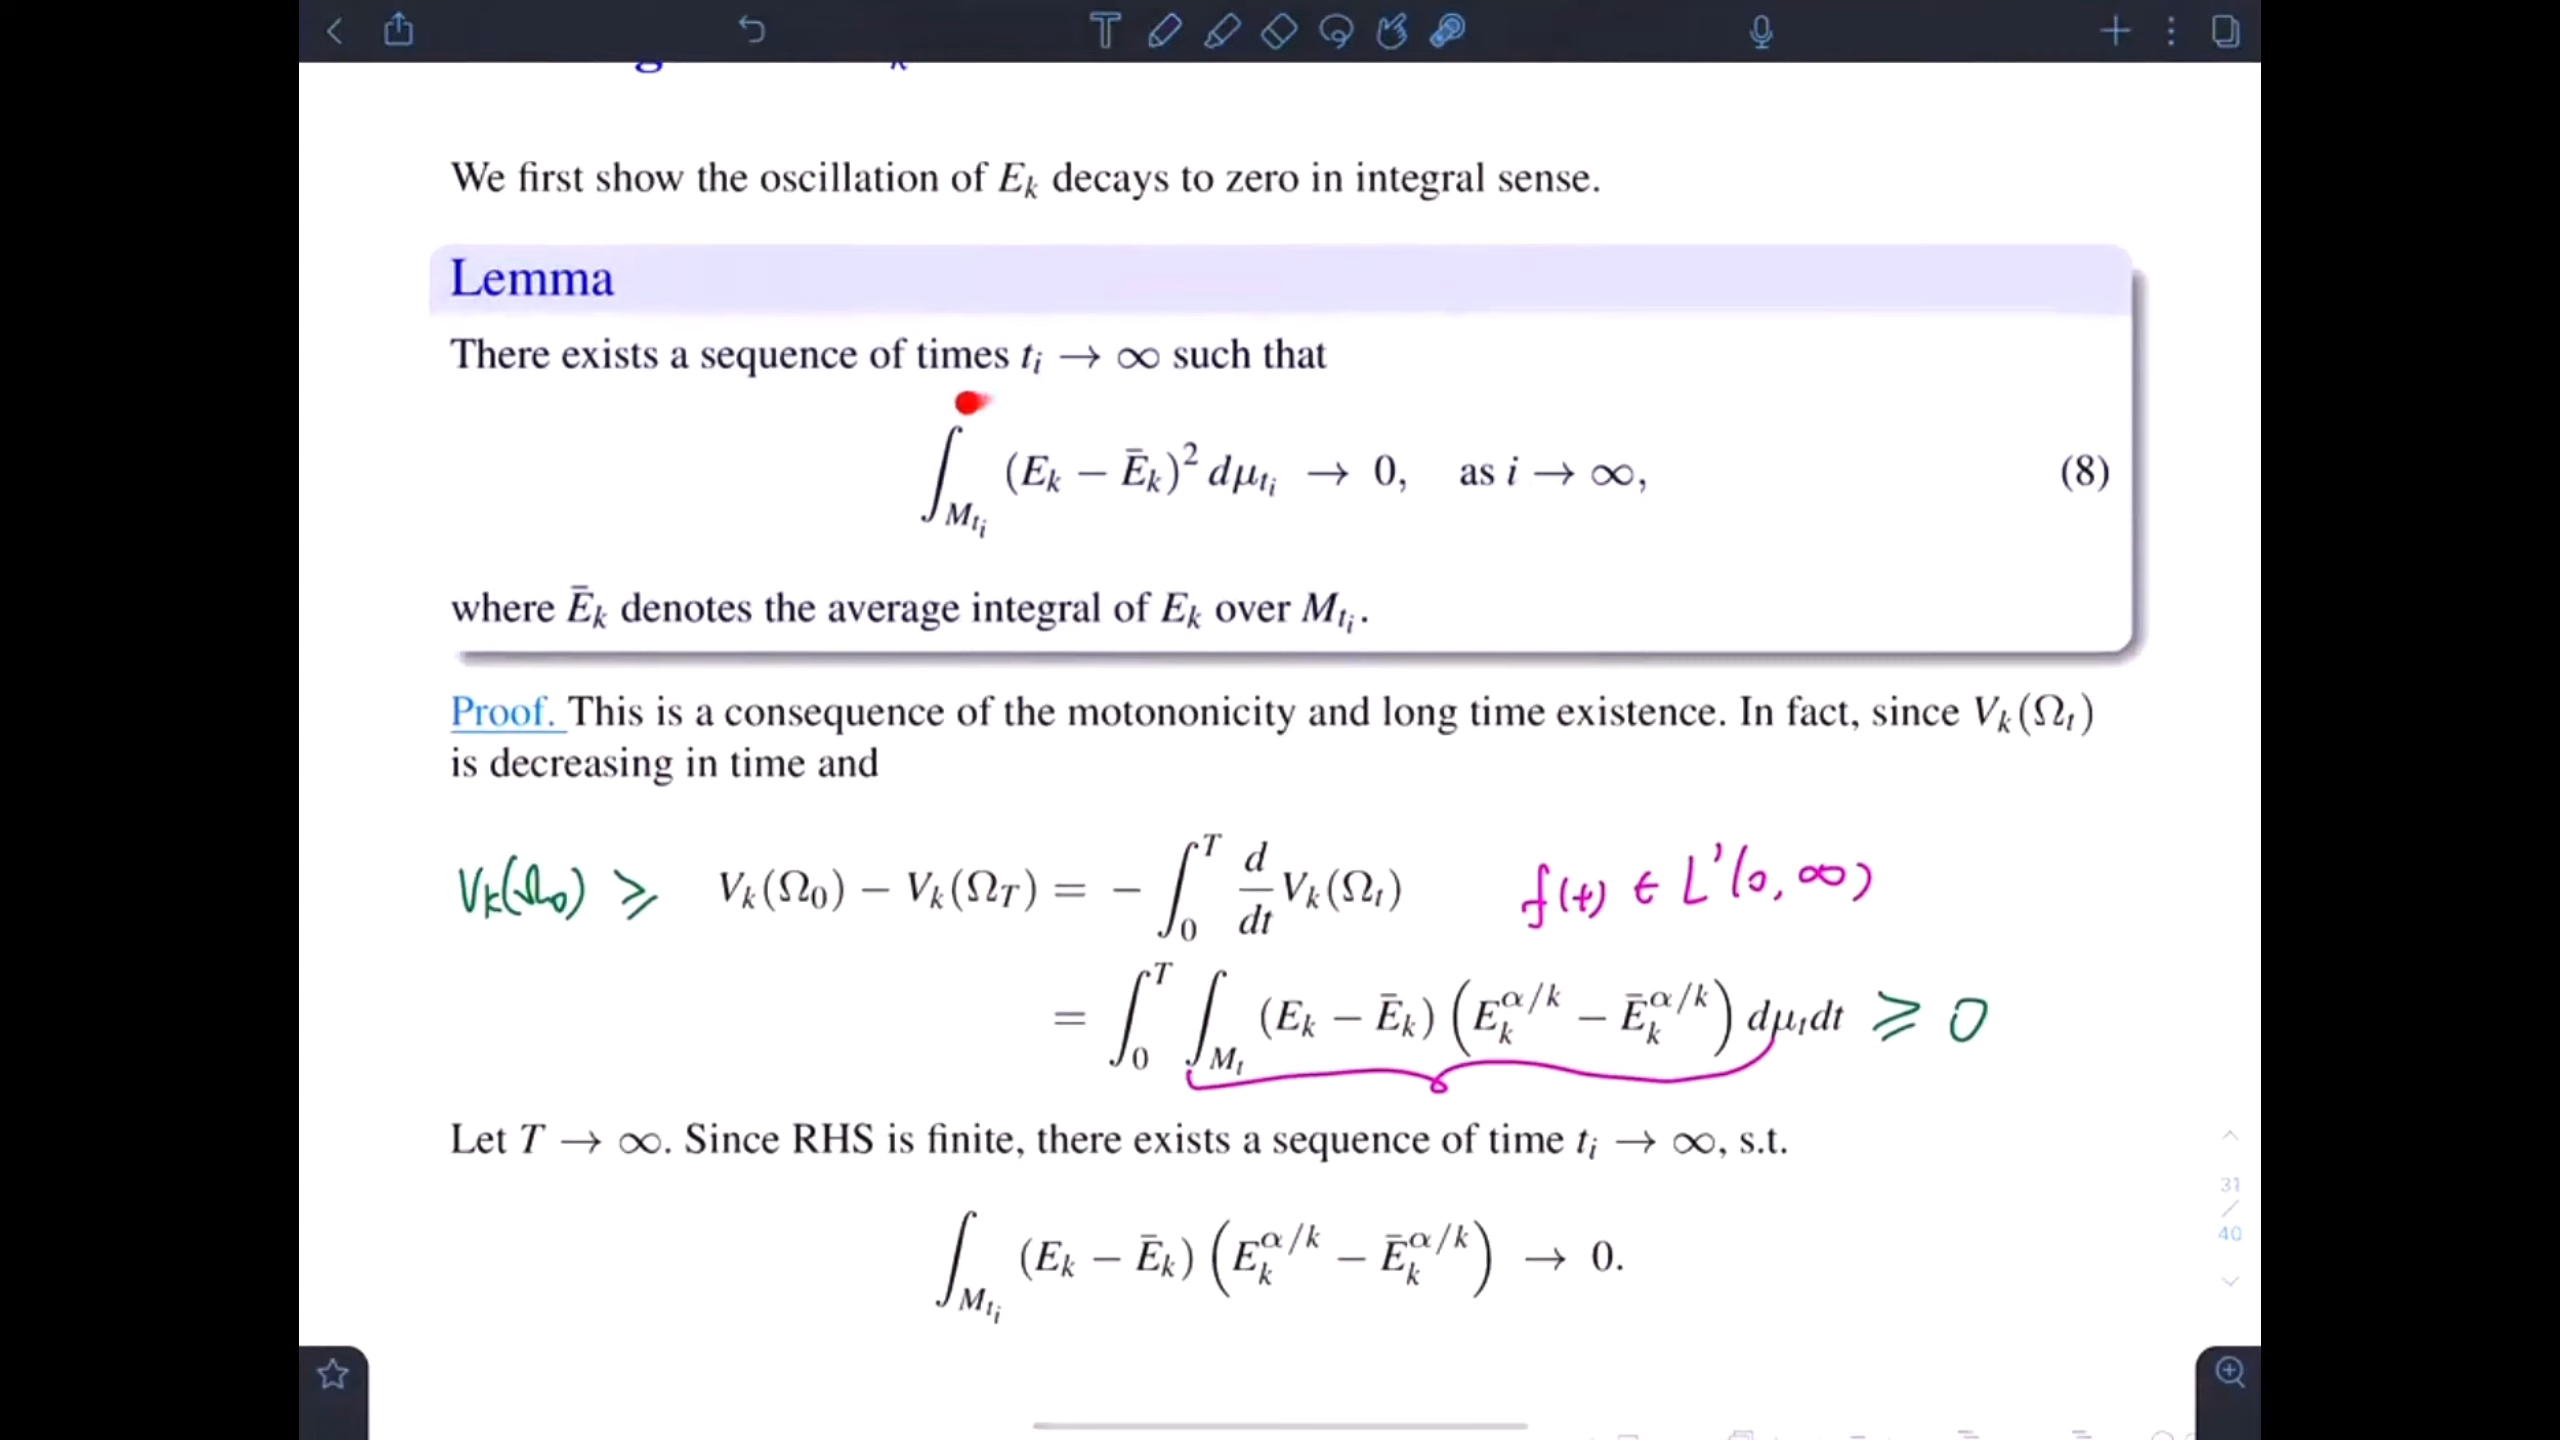 We first show the oscillation of E_k decays to zero in integral sense.
Lemma
There exists a sequence of times t_i → ∞ such that
∫_{M_{t_i}} (E_k − Ē_k)² dμ_{t_i} → 0, as i → ∞, (8)
where Ē_k denotes the average integral of E_k over M_{t_i}.
Proof. This is a consequence of the motononicity and long time existence. In fact, since V_k(Ω_t)
is decreasing in time and
V_k(Ω_0) ⩾ V_k(Ω_0) − V_k(Ω_T) = − ∫_0^T d/dt V_k(Ω_t) f(t) ∈ L^1(0, ∞)
= ∫_0^T ∫_{M_t} (E_k − Ē_k) (E_k^{α/k} − Ē_k^{α/k}) dμ_t dt ⩾ 0
Let T → ∞. Since RHS is finite, there exists a sequence of time t_i → ∞, s.t.
∫_{M_{t_i}} (E_k − Ē_k) (E_k^{α/k} − Ē_k^{α/k}) → 0.
31
/
40